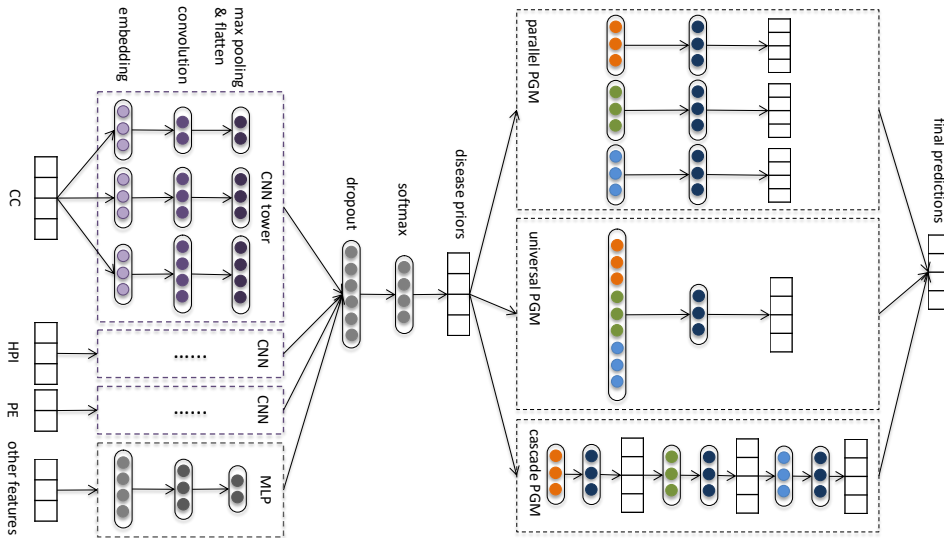 final predictions
parallel PGM
universal PGM
cascade PGM
disease priors
softmax
dropout
max pooling
& flatten
convolution
embedding
CNN tower
CNN
CNN
MLP
......
......
CC
HPI
PE
other features